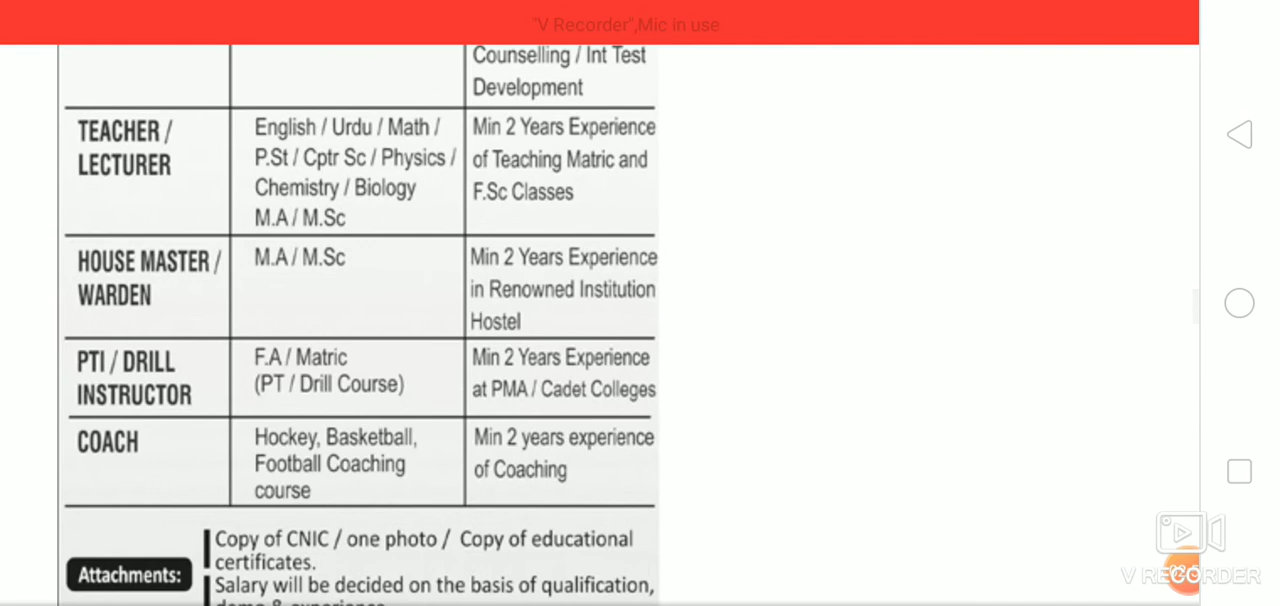 "V Recorder",Mic in use
Counselling / Int Test
Development
TEACHER /
LECTURER
English / Urdu / Math /
P.St / Cptr Sc / Physics /
Chemistry / Biology
M.A / M.Sc
Min 2 Years Experience
of Teaching Matric and
F.Sc Classes
HOUSE MASTER /
WARDEN
M.A / M.Sc
Min 2 Years Experience
in Renowned Institution
Hostel
PTI / DRILL
INSTRUCTOR
F.A / Matric
(PT / Drill Course)
Min 2 Years Experience
at PMA / Cadet Colleges
COACH
Hockey, Basketball,
Football Coaching
course
Min 2 years experience
of Coaching
Attachments:
Copy of CNIC / one photo / Copy of educational
certificates.
Salary will be decided on the basis of qualification,
demo & experience
V RECORDER